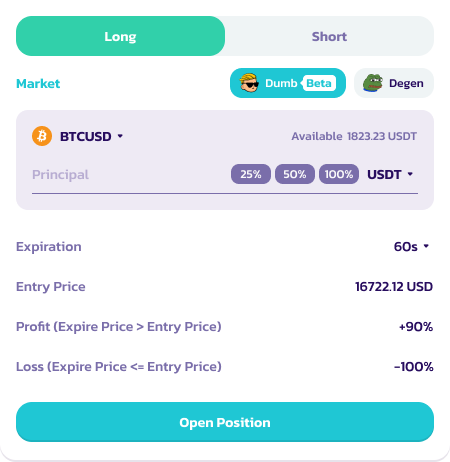 Long Short
Market Dumb Beta Degen
BTCUSD Available 1823.23 USDT
Principal 25% 50% 100% USDT
Expiration 60s
Entry Price 16722.12 USD
Profit (Expire Price > Entry Price) +90%
Loss (Expire Price <= Entry Price) -100%
Open Position